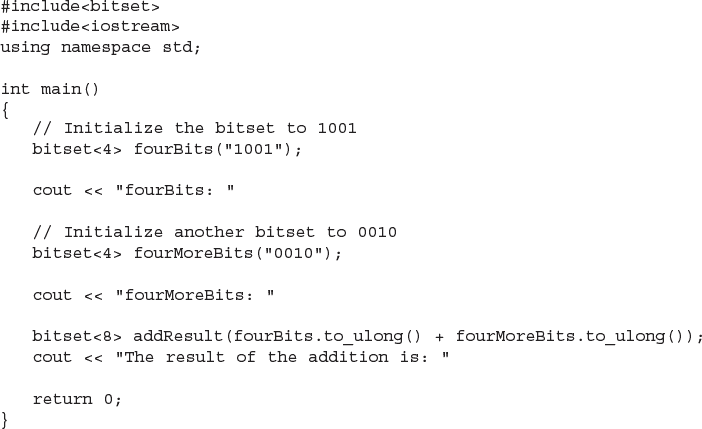 #include<bitset>
#include<iostream>
using namespace std;
int main()
{
// Initialize the bitset to 1001
bitset<4> fourBits("1001");
cout << "fourBits: "
// Initialize another bitset to 0010
bitset<4> fourMoreBits("0010");
cout << "fourMoreBits: "
bitset<8> addResult(fourBits.to_ulong() + fourMoreBits.to_ulong());
cout << "The result of the addition is: "
return 0;
}